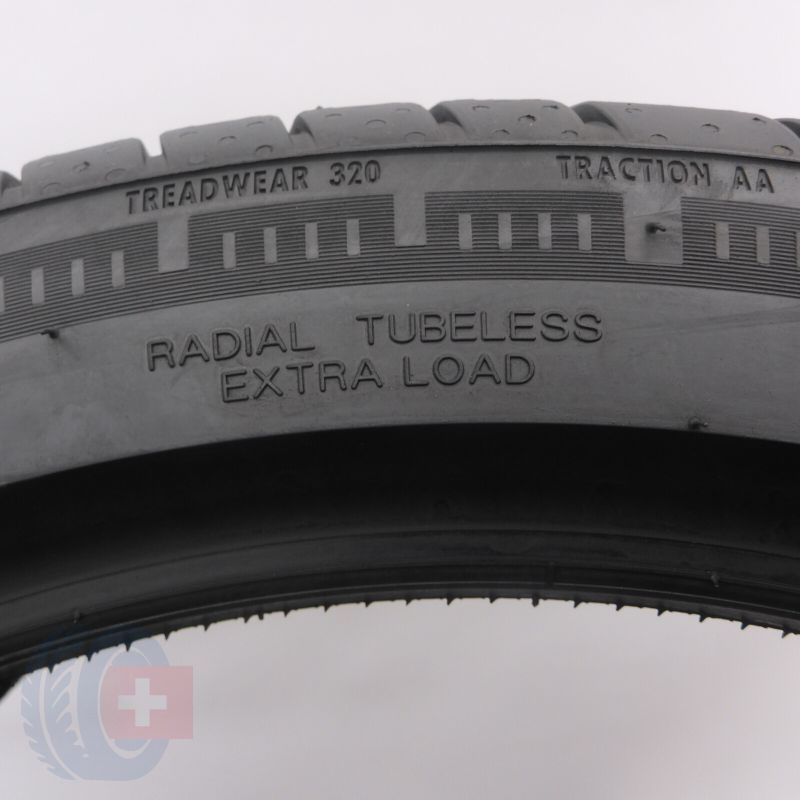 TREADWEAR 320 TRACTION AA
RADIAL TUBELESS
EXTRA LOAD